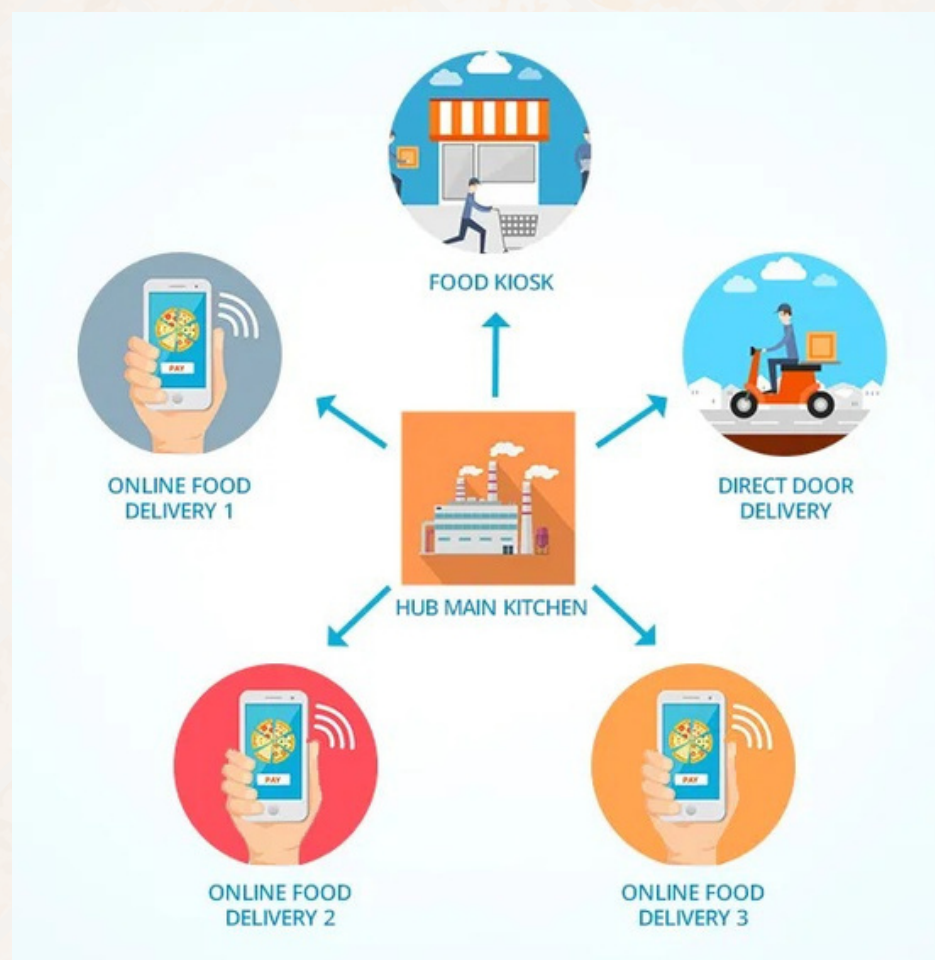 FOOD KIOSK
PAY
ONLINE FOOD
DELIVERY 1
DIRECT DOOR
DELIVERY
HUB MAIN KITCHEN
PAY
ONLINE FOOD
DELIVERY 2
PAY
ONLINE FOOD
DELIVERY 3